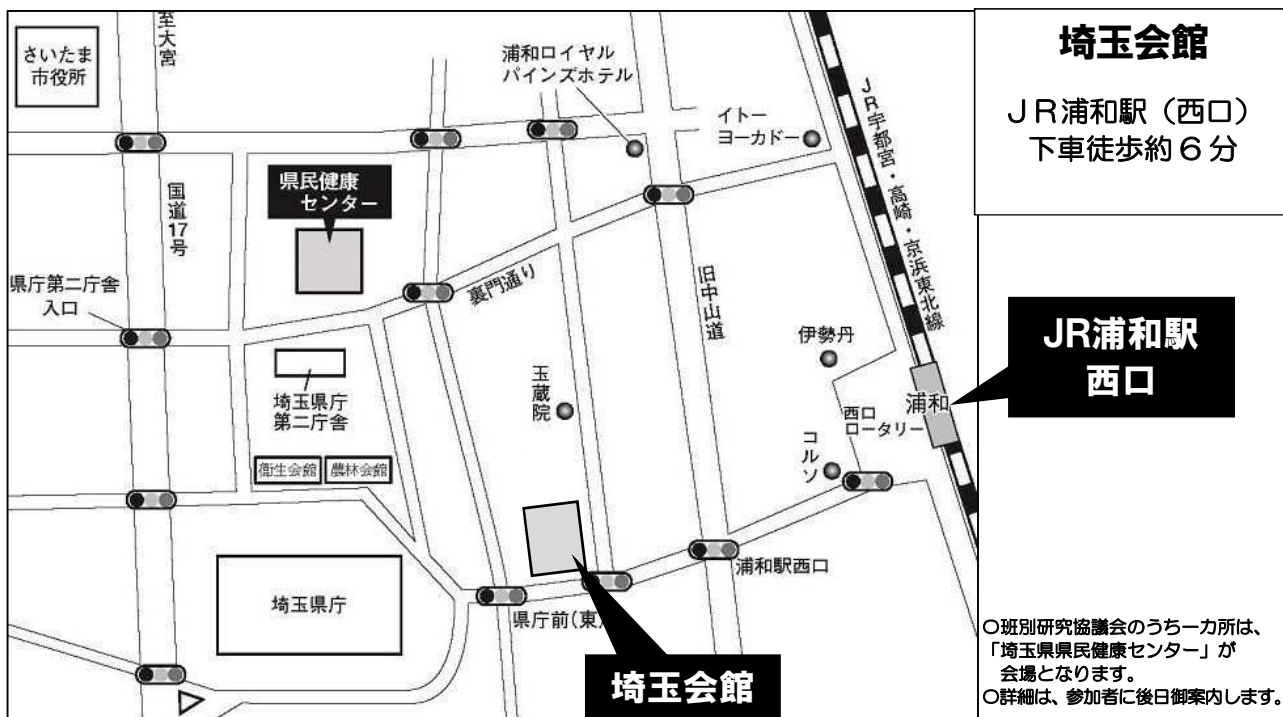 至大宮
さいたま
市役所
浦和ロイヤル
パインズホテル
イトー
ヨーカドー
JR宇都宮・高崎・京浜東北線
県民健康
センター
国道17号
裏門通り
旧中山道
県庁第二庁舎
入口
伊勢丹
埼玉県庁
第二庁舎
玉蔵院
浦和
西口
ロータリー
コルソ
衛生会館
農林会館
浦和駅西口
埼玉県庁
県庁前(東)
埼玉会館
埼玉会館
JR浦和駅(西口)
下車徒歩約6分
JR浦和駅
西口
○班別研究協議会のうち一カ所は、
「埼玉県県民健康センター」が
会場となります。
○詳細は、参加者に後日御案内します。